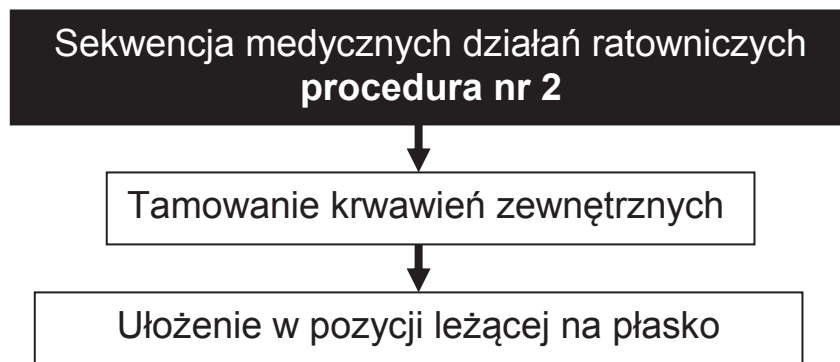 Sekwencja medycznych działań ratowniczych
procedura nr 2
Tamowanie krwawień zewnętrznych
Ułożenie w pozycji leżącej na płasko